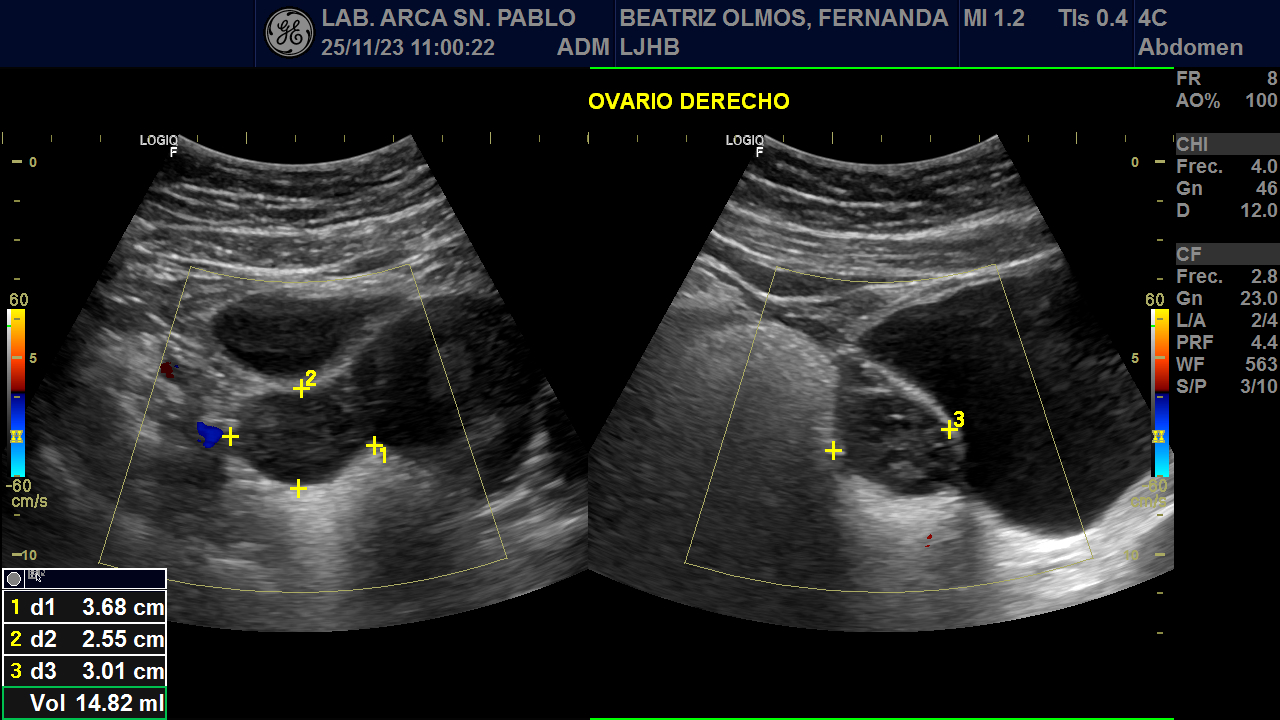 LAB. ARCA SN. PABLO
BEATRIZ OLMOS, FERNANDA
MI 1.2
TIs 0.4
4C
25/11/23 11:00:22
ADM
LJHB
Abdomen
OVARIO DERECHO
FR 8
AO% 100
CHI
Frec. 4.0
Gn 46
D 12.0
CF
Frec. 2.8
Gn 23.0
L/A 2/4
PRF 4.4
WF 563
S/P 3/10
LOGIQ
F
LOGIQ
F
0
0
60
60
5
5
2
1
3
-60
cm/s
-60
cm/s
10
10
1 d1 3.68 cm
2 d2 2.55 cm
3 d3 3.01 cm
Vol 14.82 ml